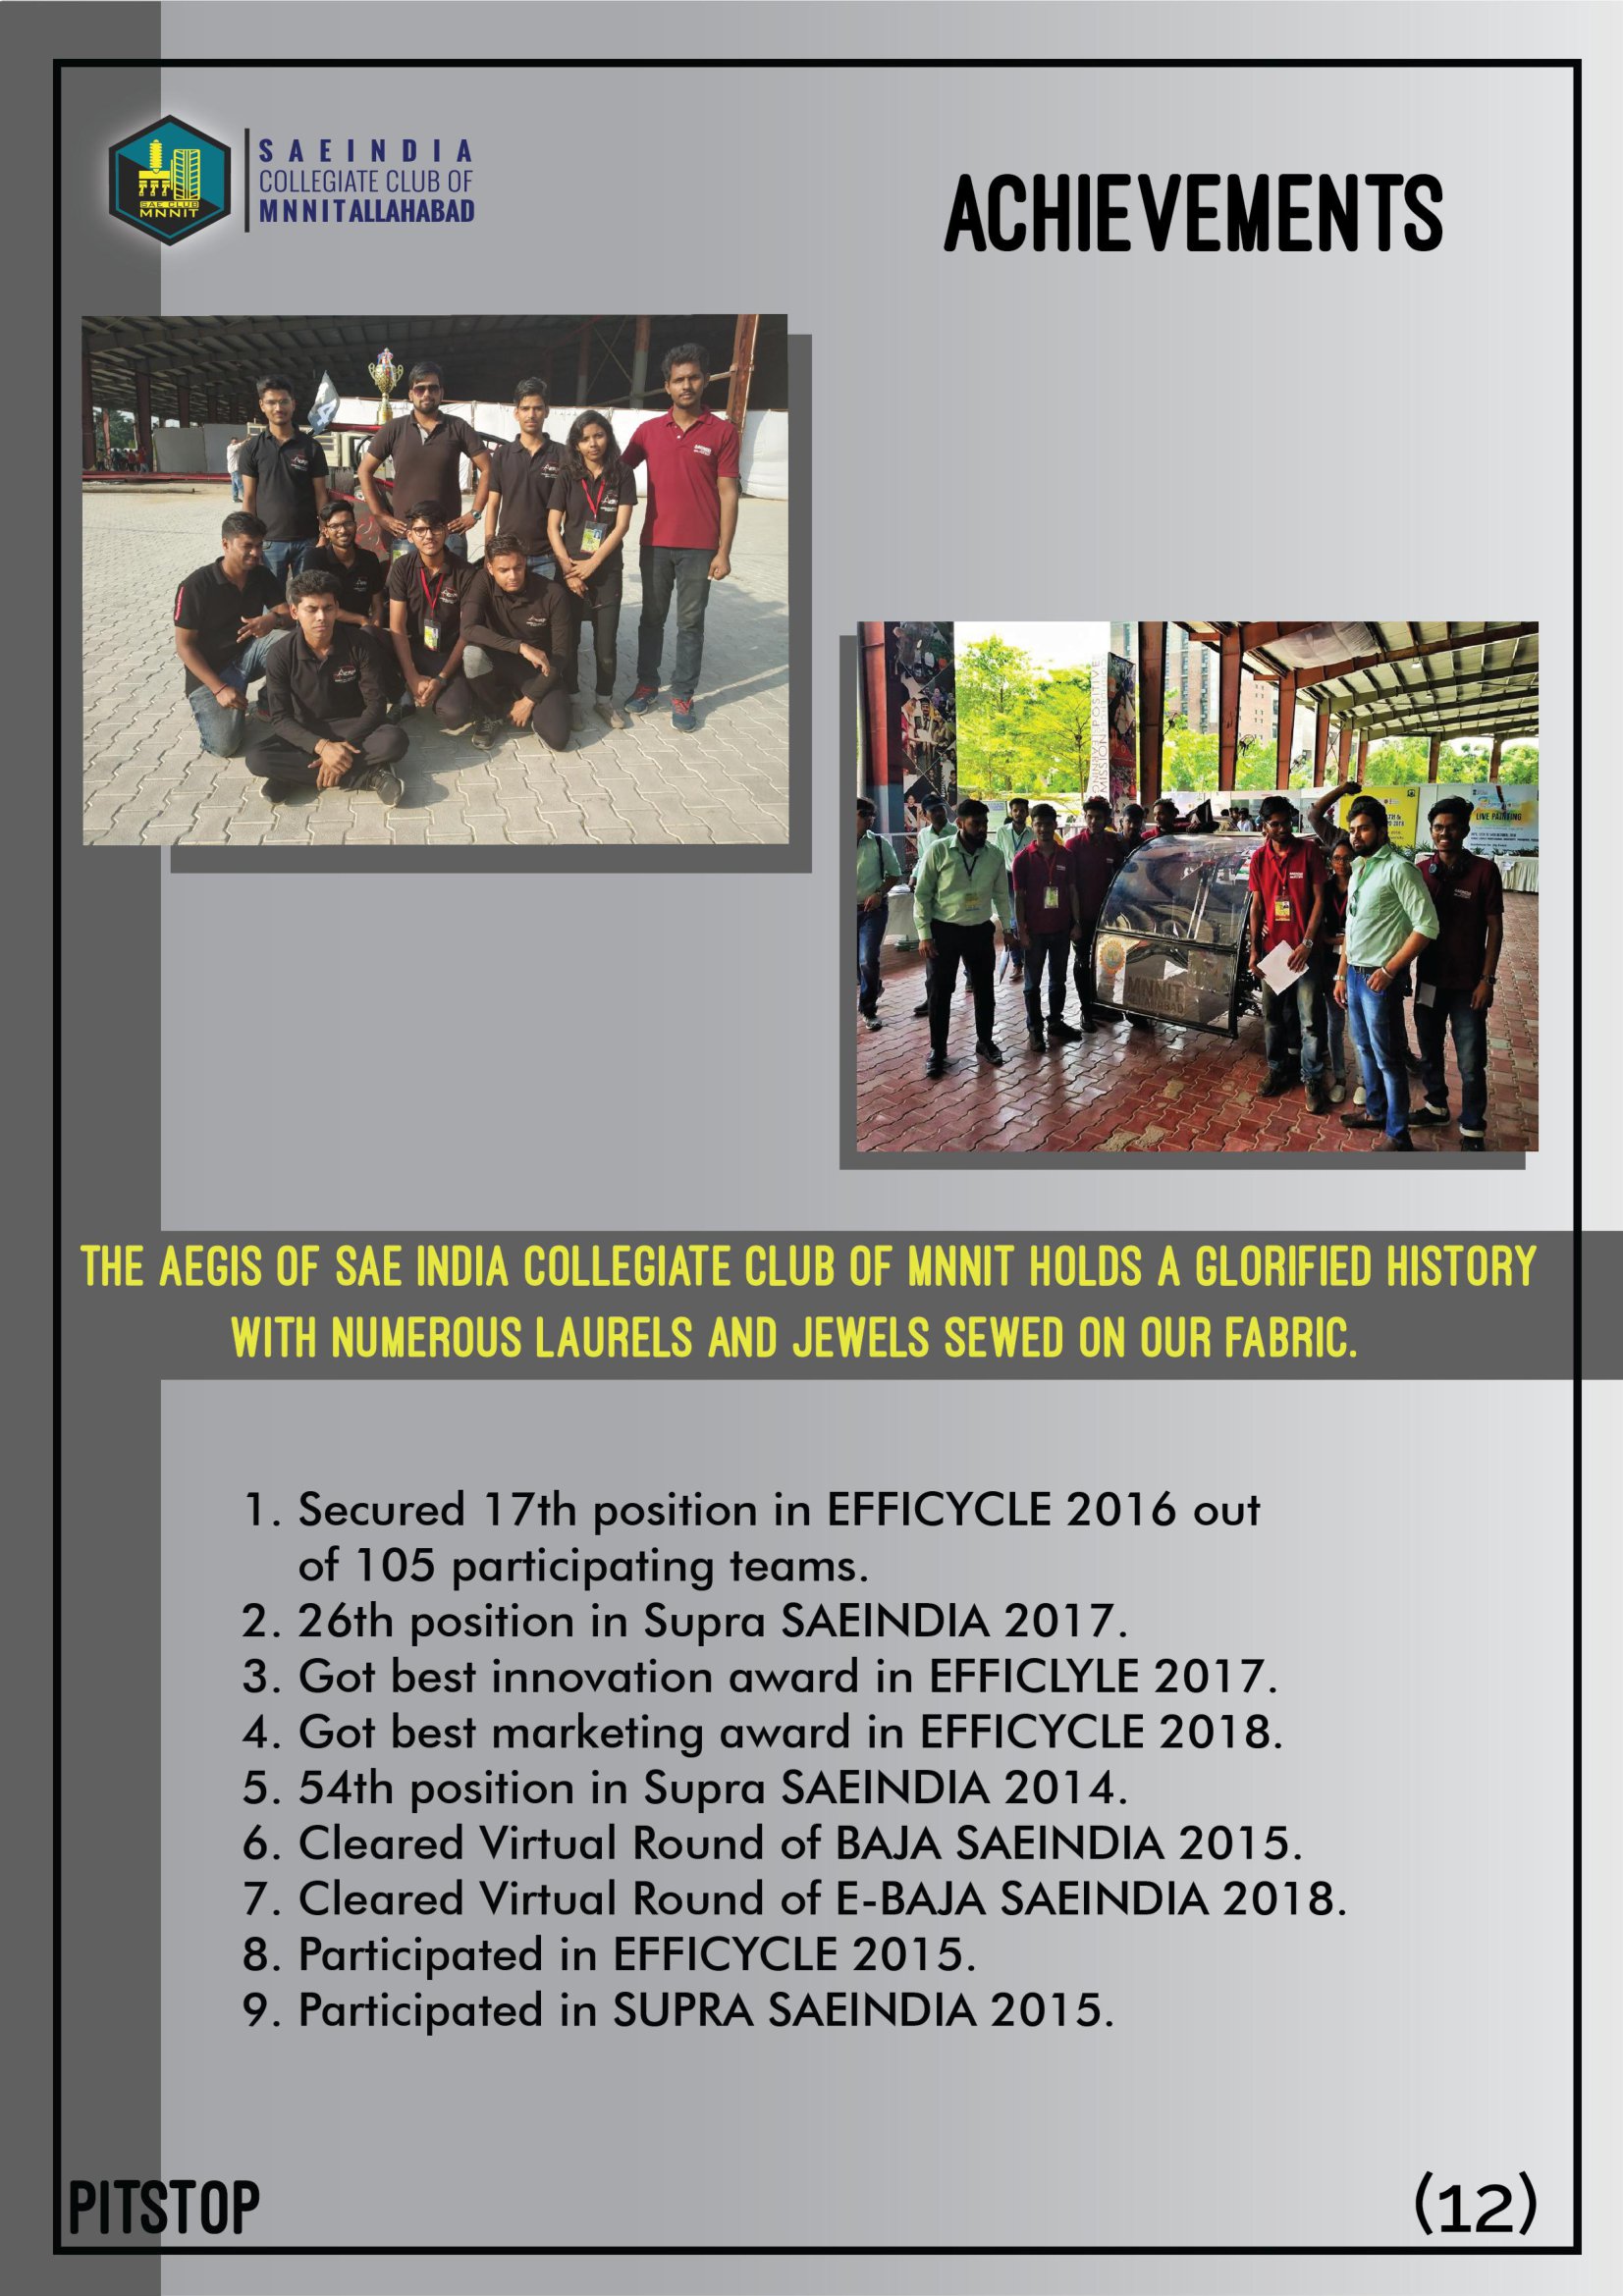 SAE CLUB
MNNIT
SAEINDIA
COLLEGIATE CLUB OF
MNNIT ALLAHABAD
ACHIEVEMENTS
LIVE PAINTING
MNNIT
THE AEGIS OF SAE INDIA COLLEGIATE CLUB OF MNNIT HOLDS A GLORIFIED HISTORY
WITH NUMEROUS LAURELS AND JEWELS SEWED ON OUR FABRIC.
1. Secured 17th position in EFFICYCLE 2016 out
of 105 participating teams.
2. 26th position in Supra SAEINDIA 2017.
3. Got best innovation award in EFFICLYLE 2017.
4. Got best marketing award in EFFICYCLE 2018.
5. 54th position in Supra SAEINDIA 2014.
6. Cleared Virtual Round of BAJA SAEINDIA 2015.
7. Cleared Virtual Round of E-BAJA SAEINDIA 2018.
8. Participated in EFFICYCLE 2015.
9. Participated in SUPRA SAEINDIA 2015.
PITSTOP
(12)